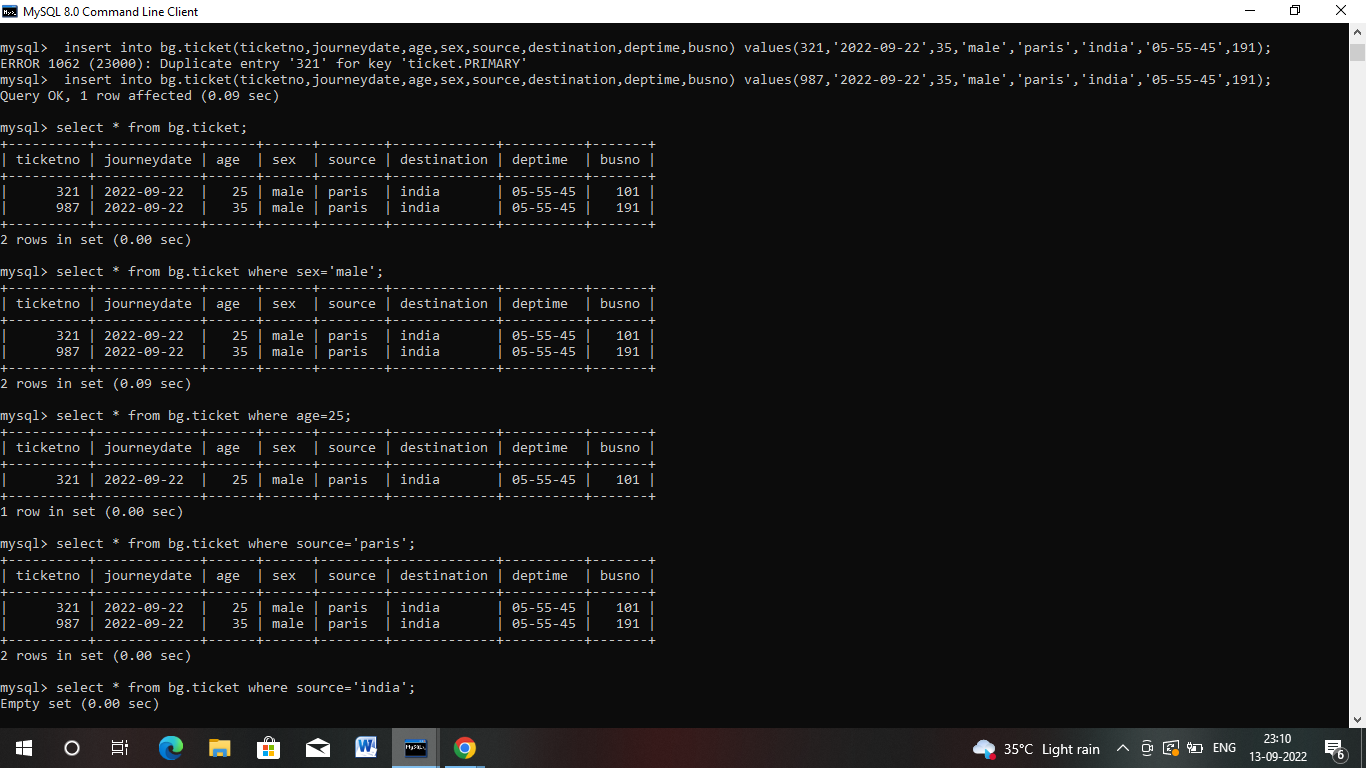 MySQL 8.0 Command Line Client
mysql>  insert into bg.ticket(ticketno,journeydate,age,sex,source,destination,deptime,busno) values(321,'2022-09-22',35,'male','paris','india','05-55-45',191);
ERROR 1062 (23000): Duplicate entry '321' for key 'ticket.PRIMARY'
mysql>  insert into bg.ticket(ticketno,journeydate,age,sex,source,destination,deptime,busno) values(987,'2022-09-22',35,'male','paris','india','05-55-45',191);
Query OK, 1 row affected (0.09 sec)
mysql> select * from bg.ticket;
+----------+-------------+------+------+--------+-------------+----------+-------+
| ticketno | journeydate | age  | sex  | source | destination | deptime  | busno |
+----------+-------------+------+------+--------+-------------+----------+-------+
|      321 | 2022-09-22  |   25 | male | paris  | india       | 05-55-45 |   101 |
|      987 | 2022-09-22  |   35 | male | paris  | india       | 05-55-45 |   191 |
+----------+-------------+------+------+--------+-------------+----------+-------+
2 rows in set (0.00 sec)
mysql> select * from bg.ticket where sex='male';
+----------+-------------+------+------+--------+-------------+----------+-------+
| ticketno | journeydate | age  | sex  | source | destination | deptime  | busno |
+----------+-------------+------+------+--------+-------------+----------+-------+
|      321 | 2022-09-22  |   25 | male | paris  | india       | 05-55-45 |   101 |
|      987 | 2022-09-22  |   35 | male | paris  | india       | 05-55-45 |   191 |
+----------+-------------+------+------+--------+-------------+----------+-------+
2 rows in set (0.09 sec)
mysql> select * from bg.ticket where age=25;
+----------+-------------+------+------+--------+-------------+----------+-------+
| ticketno | journeydate | age  | sex  | source | destination | deptime  | busno |
+----------+-------------+------+------+--------+-------------+----------+-------+
|      321 | 2022-09-22  |   25 | male | paris  | india       | 05-55-45 |   101 |
+----------+-------------+------+------+--------+-------------+----------+-------+
1 row in set (0.00 sec)
mysql> select * from bg.ticket where source='paris';
+----------+-------------+------+------+--------+-------------+----------+-------+
| ticketno | journeydate | age  | sex  | source | destination | deptime  | busno |
+----------+-------------+------+------+--------+-------------+----------+-------+
|      321 | 2022-09-22  |   25 | male | paris  | india       | 05-55-45 |   101 |
|      987 | 2022-09-22  |   35 | male | paris  | india       | 05-55-45 |   191 |
+----------+-------------+------+------+--------+-------------+----------+-------+
2 rows in set (0.00 sec)
mysql> select * from bg.ticket where source='india';
Empty set (0.00 sec)
35°C Light rain ENG 23:10
13-09-2022
6